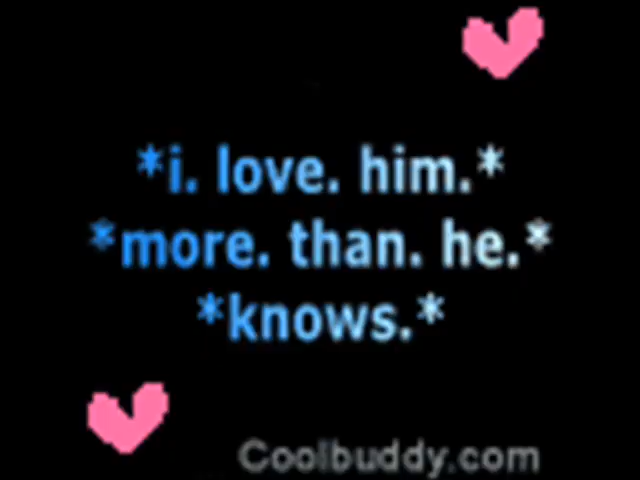 *i. love. him.*
*more. than. he.*
*knows.*
Coolbuddy.com